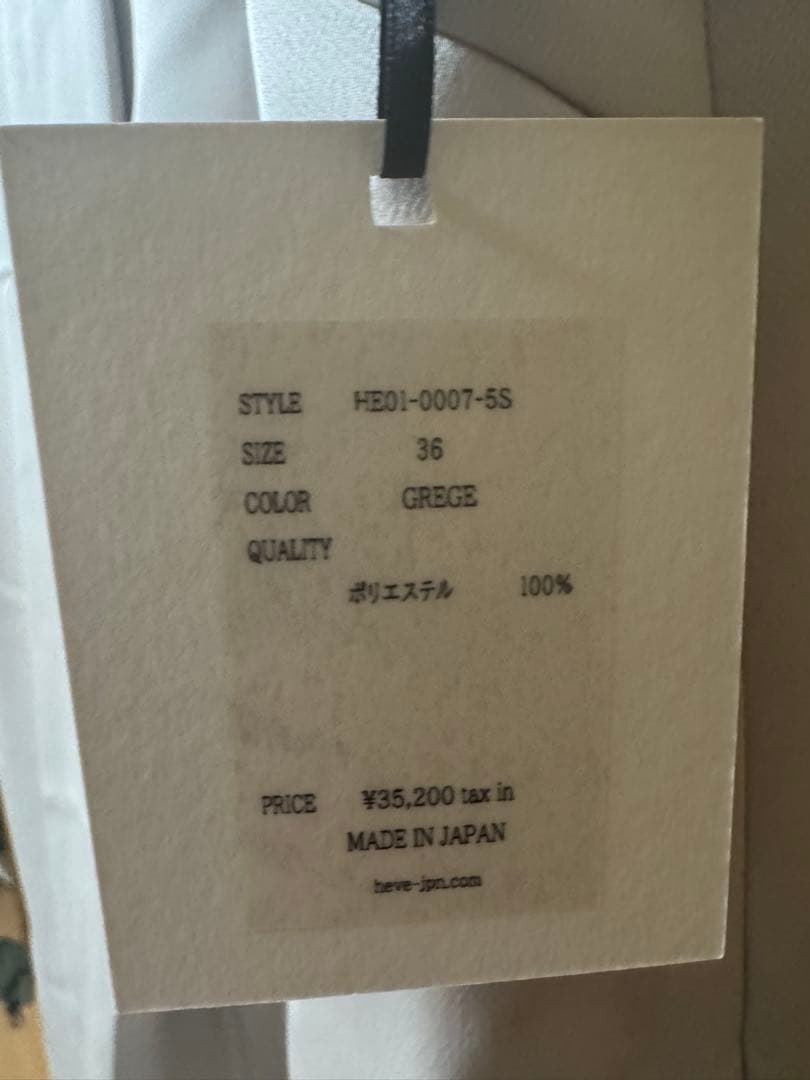 STYLE HE01-0007-5S
SIZE 36
COLOR GREGE
QUALITY
ポリエステル 100%
PRICE ¥35,200 tax in
MADE IN JAPAN
heve-jpn.com